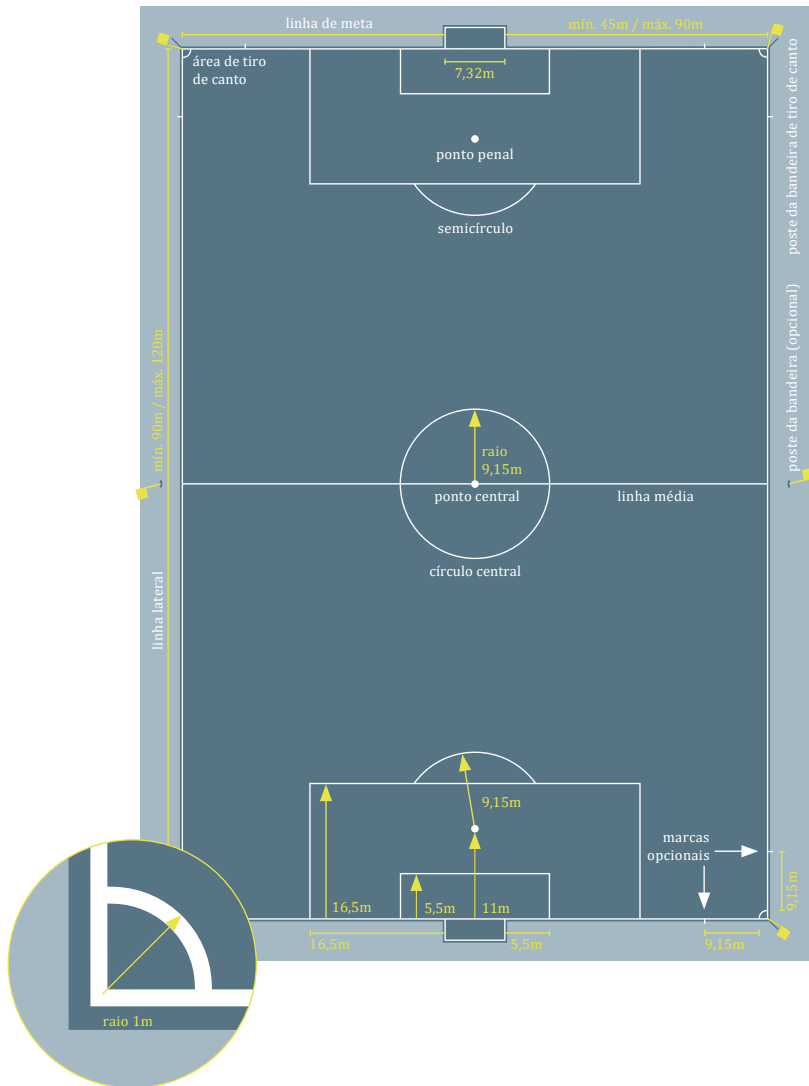 linha de meta
mín. 45m / máx. 90m
área de tiro
de canto
7,32m
ponto penal
semicírculo
poste da bandeira de tiro de canto
poste da bandeira (opcional)
mín. 90m / máx. 120m
raio
9,15m
ponto central
linha média
círculo central
linha lateral
9,15m
marcas
opcionais
9,15m
16,5m
5,5m
11m
16,5m
5,5m
9,15m
raio 1m